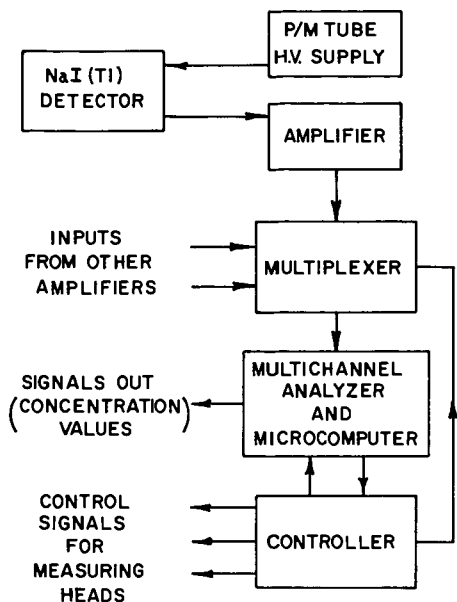 P/M TUBE
H.V. SUPPLY
NaI(Tl)
DETECTOR
AMPLIFIER
INPUTS
FROM OTHER
AMPLIFIERS
MULTIPLEXER
SIGNALS OUT
(CONCENTRATION
VALUES)
MULTICHANNEL
ANALYZER
AND
MICROCOMPUTER
CONTROL
SIGNALS
FOR
MEASURING
HEADS
CONTROLLER